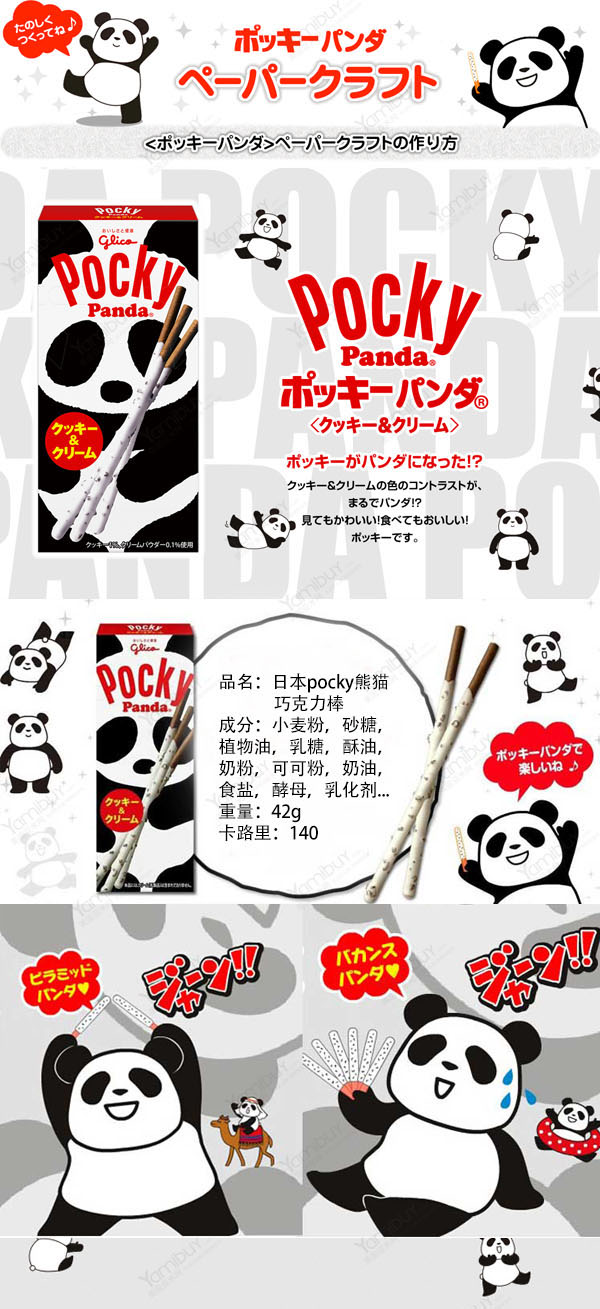 たのしく
つくってね♪
ポッキーパンダ
ペーパークラフト
<ポッキーパンダ>ペーパークラフトの作り方
POCKY
クッキー&クリーム
おいしさと健康
Glico
Pocky
Panda®
クッキー
&
クリーム
Pocky
Panda®
ポッキーパンダ®
〈クッキー&クリーム〉
ポッキーがパンダになった!?
クッキー&クリームの色のコントラストが、
まるでパンダ!?
見てもかわいい!食べてもおいしい!
ポッキーです。
POCKY
おいしさと健康
Glico
Pocky
Panda®
クッキー
&
クリーム
品名：日本pocky熊猫
巧克力棒
成分：小麦粉，砂糖，
植物油，乳糖，酥油，
奶粉，可可粉，奶油，
食盐，酵母，乳化剂...
重量：42g
卡路里：140
ポッキーパンダで
楽しいね♪
ピラミッド
パンダ♥
ジャーン!!
バカンス
パンダ♥
ジャーン!!
Yamibuy